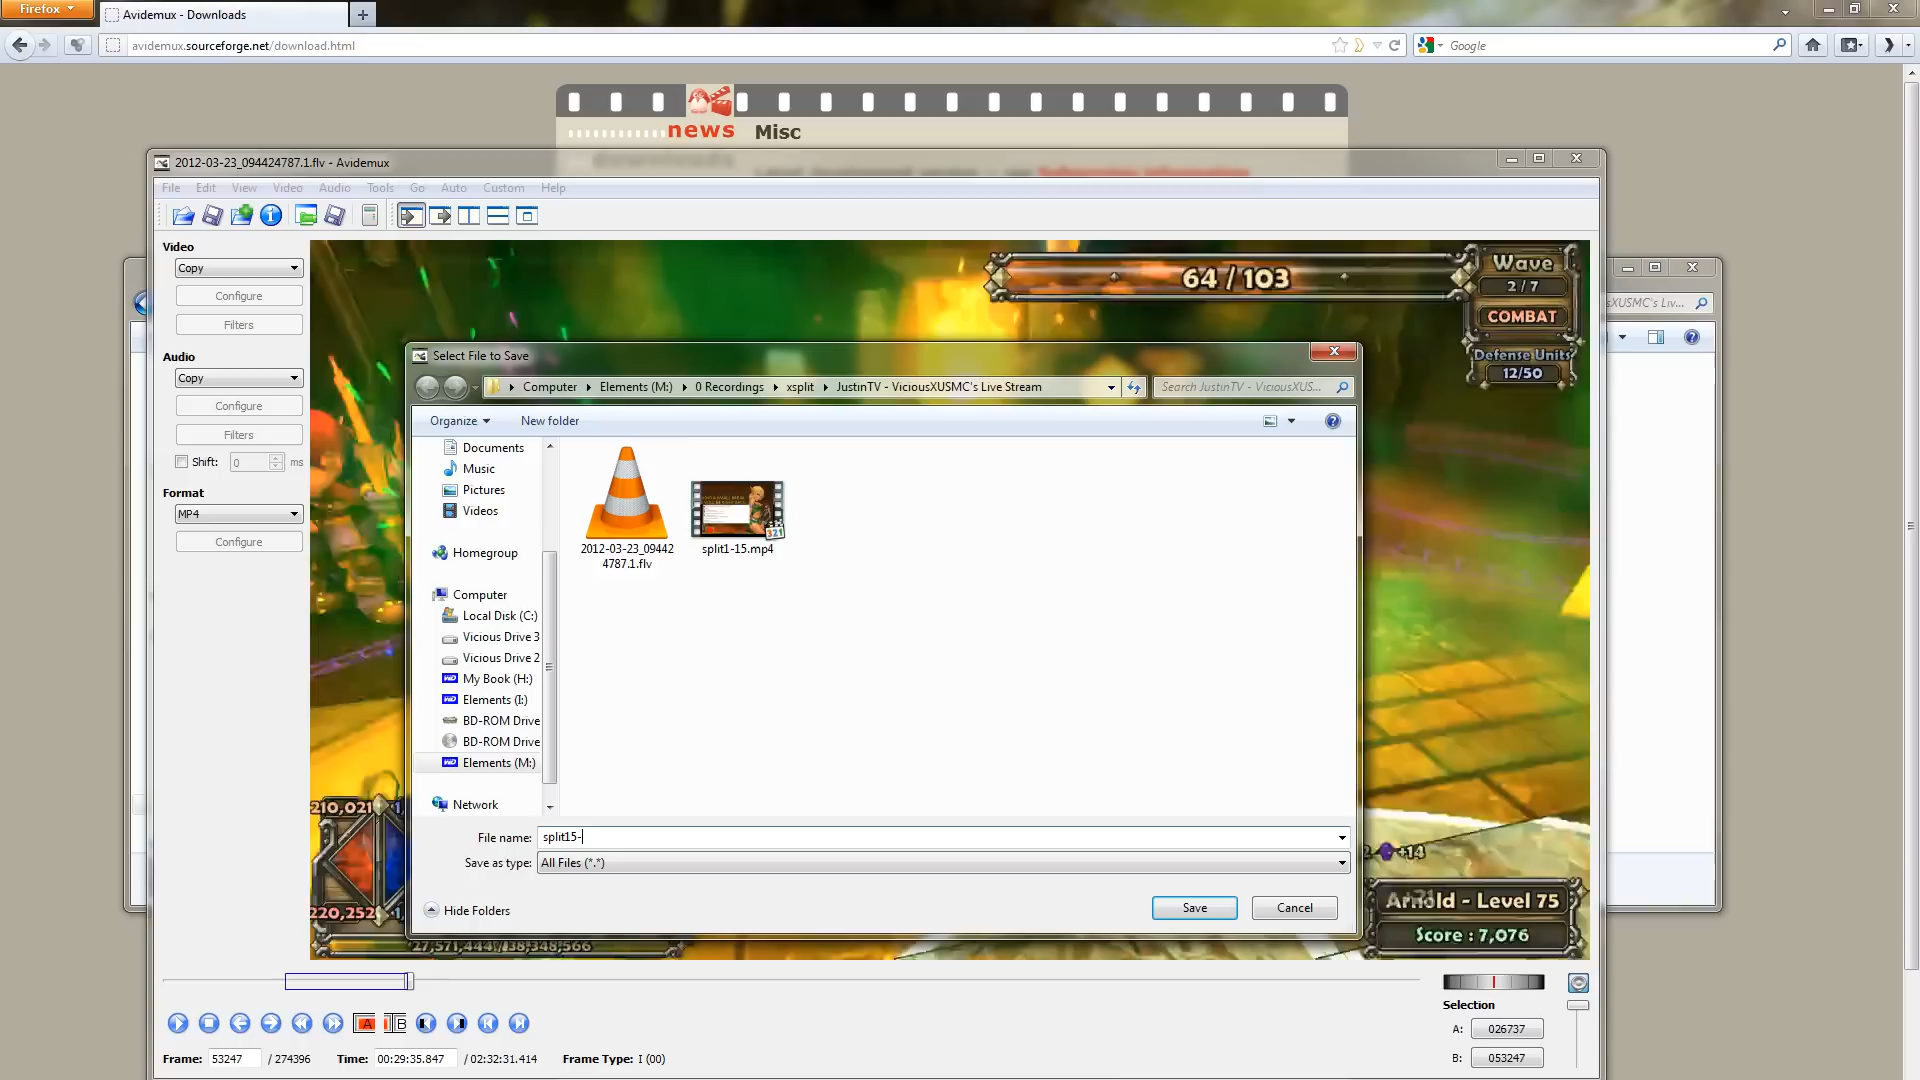 Firefox
Avidemux - Downloads
avidemux.sourceforge.net/download.html
Google
news
Misc
2012-03-23_094424787.1.flv - Avidemux
File Edit View Video Audio Tools Go Auto Custom Help
Video
Copy
Configure
Filters
Audio
Copy
Configure
Filters
Shift: 0 ms
Format
MP4
Configure
64 / 103
Wave
2 / 7
COMBAT
Defense Units
12/50
Select File to Save
Computer Elements (M:) 0 Recordings xsplit JustinTV - ViciousXUSMC's Live Stream
Search JustinTV - ViciousXUS...
sXUSMC's Liv...
Organize New folder
Documents
Music
Pictures
Videos
Homegroup
Computer
Local Disk (C:)
Vicious Drive 3
Vicious Drive 2
My Book (H:)
Elements (I:)
BD-ROM Drive
BD-ROM Drive
Elements (M:)
Network
2012-03-23_09442
4787.1.flv
split1-15.mp4
File name: split15-
Save as type: All Files (*.*)
Hide Folders
Save
Cancel
210,021
220,252
+14
Arnold - Level 75
Score : 7,076
Selection
A: 026737
B: 053247
A
B
Frame: 53247 / 274396 Time: 00:29:35.847 / 02:32:31.414 Frame Type: I (00)